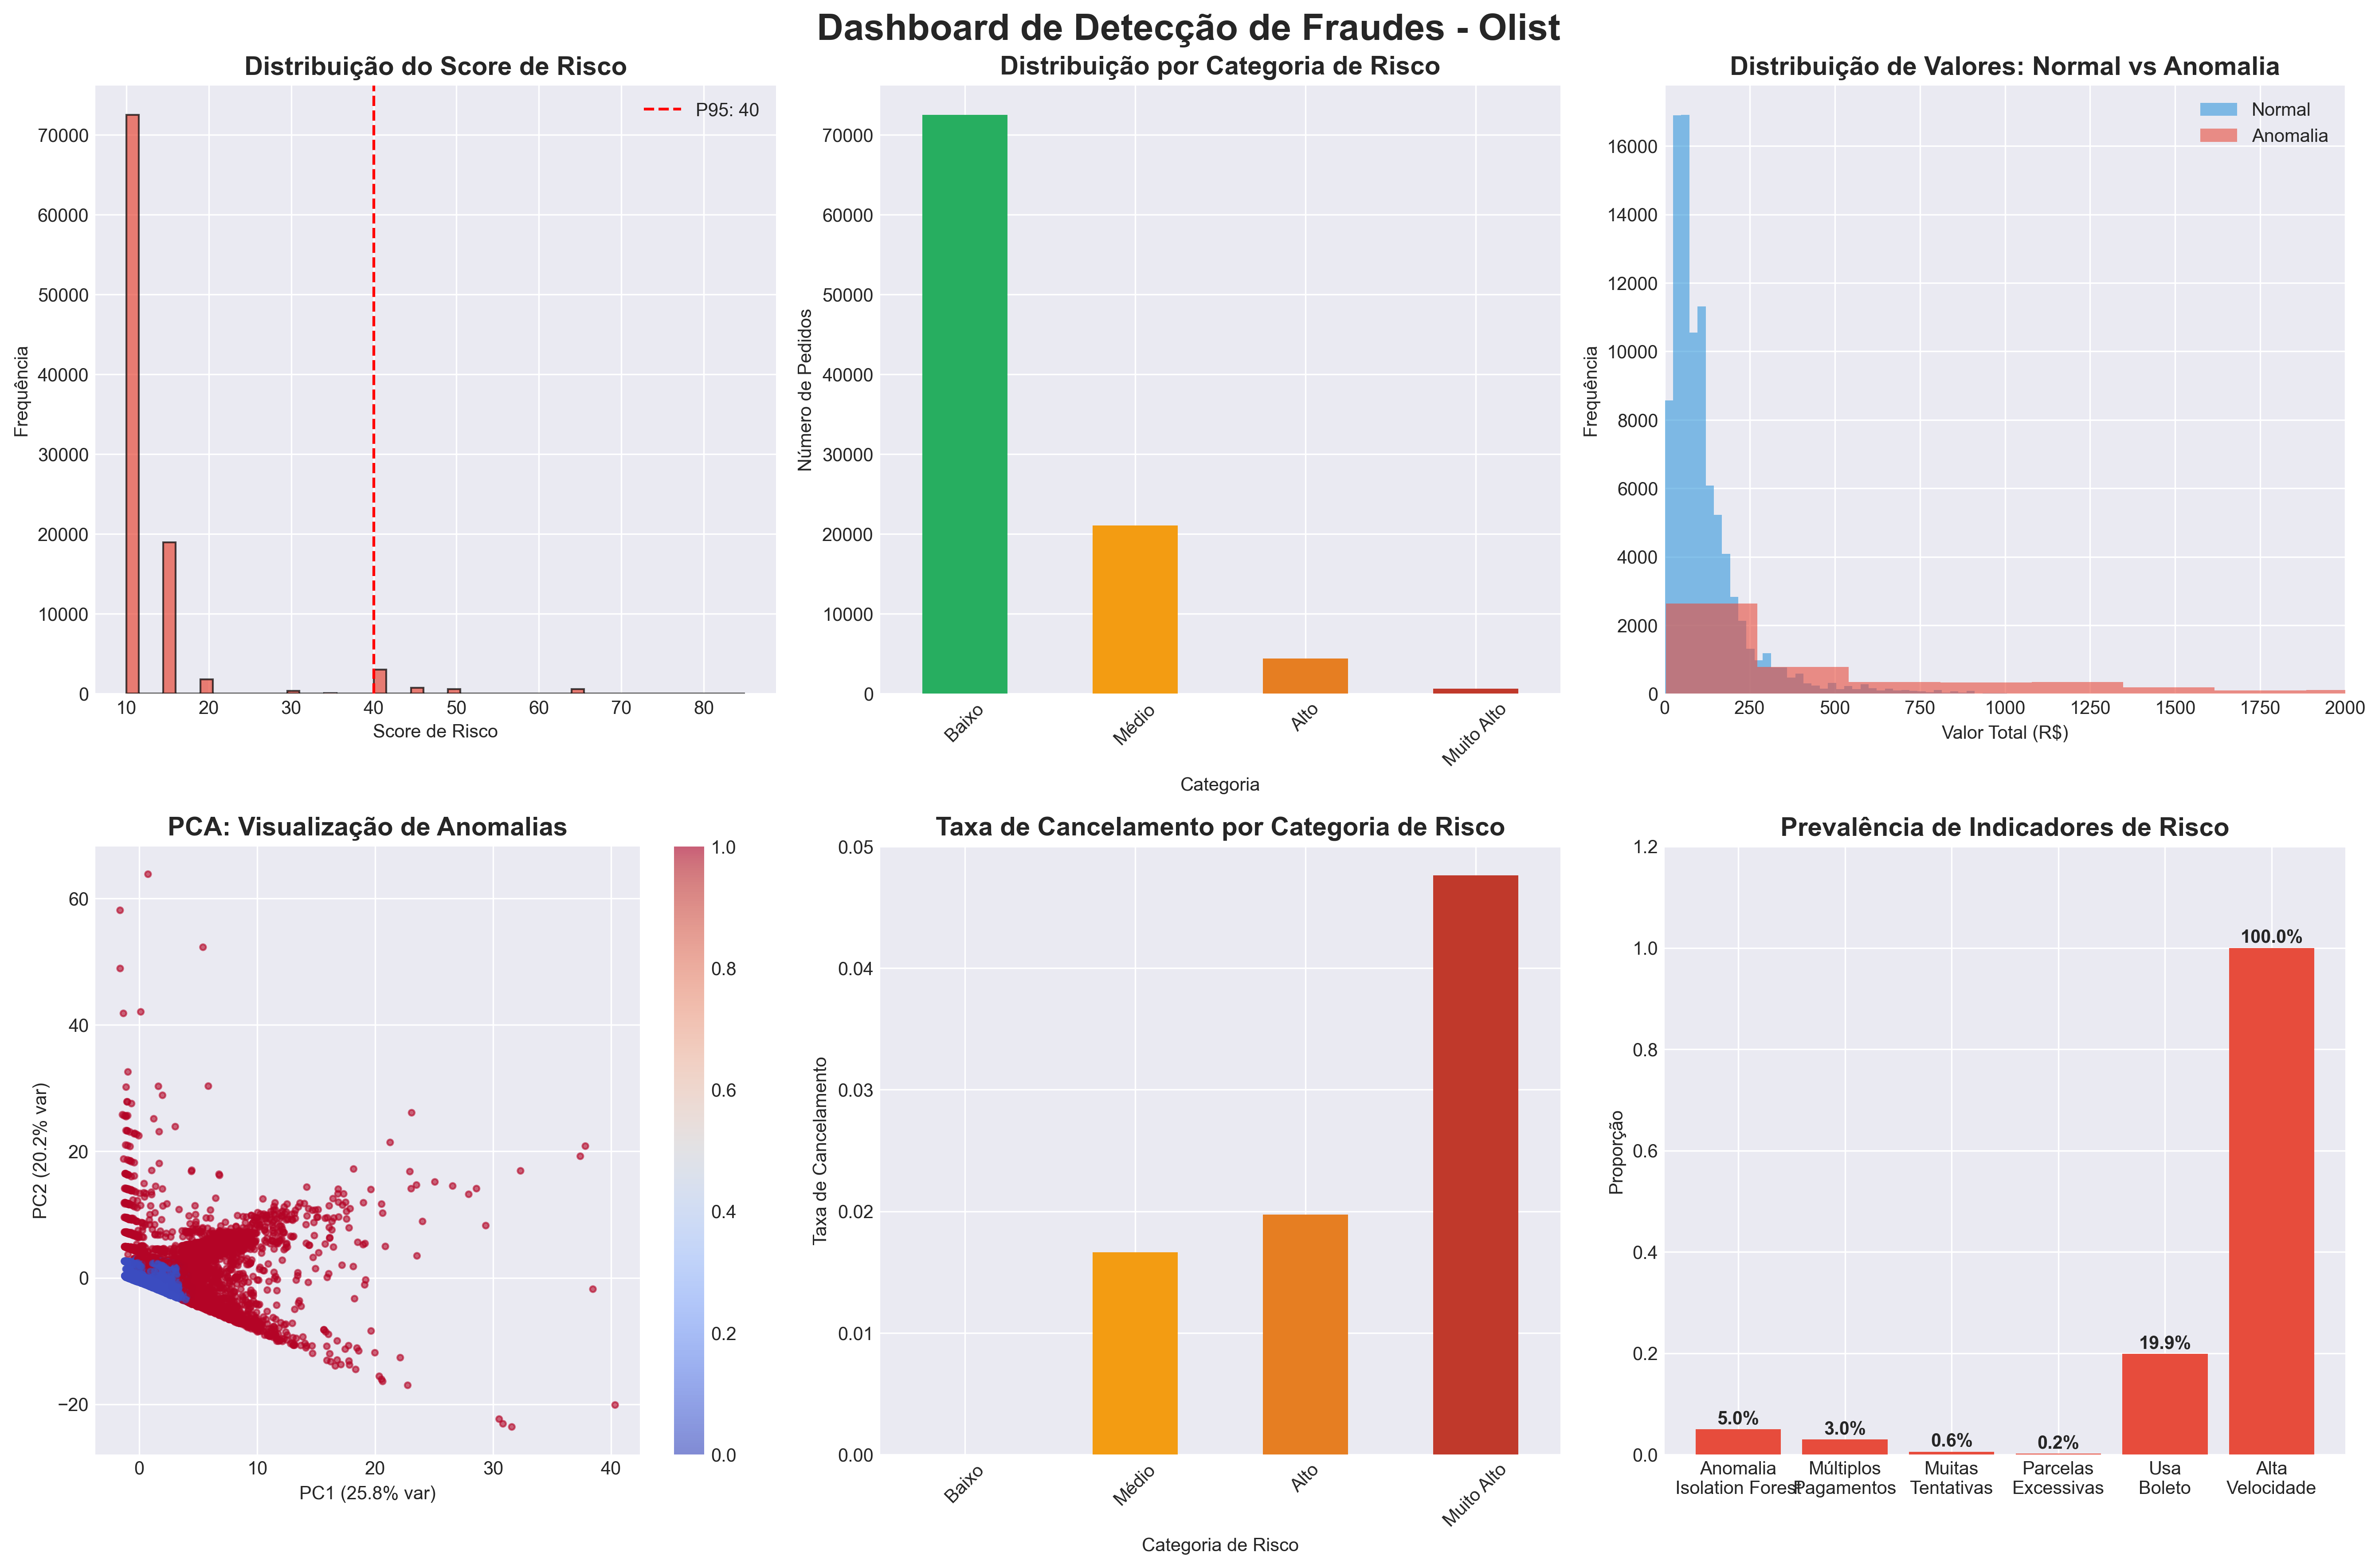 Dashboard de Detecção de Fraudes - Olist
Distribuição do Score de Risco
Frequência
70000
60000
50000
40000
30000
20000
10000
0
P95: 40
10 20 30 40 50 60 70 80
Score de Risco
Distribuição por Categoria de Risco
Número de Pedidos
70000
60000
50000
40000
30000
20000
10000
0
Baixo Médio Alto Muito Alto
Categoria
Distribuição de Valores: Normal vs Anomalia
Frequência
16000
14000
12000
10000
8000
6000
4000
2000
0
Normal
Anomalia
0 250 500 750 1000 1250 1500 1750 2000
Valor Total (R$)
PCA: Visualização de Anomalias
PC2 (20.2% var)
60
40
20
0
−20
0 10 20 30 40
PC1 (25.8% var)
1.0
0.8
0.6
0.4
0.2
0.0
Taxa de Cancelamento por Categoria de Risco
Taxa de Cancelamento
0.05
0.04
0.03
0.02
0.01
0.00
Baixo Médio Alto Muito Alto
Categoria de Risco
Prevalência de Indicadores de Risco
Proporção
1.2
1.0
0.8
0.6
0.4
0.2
0.0
5.0% 3.0% 0.6% 0.2% 19.9% 100.0%
Anomalia Múltiplos Muitas Parcelas Usa Alta
Isolation Forest Pagamentos Tentativas Excessivas Boleto Velocidade